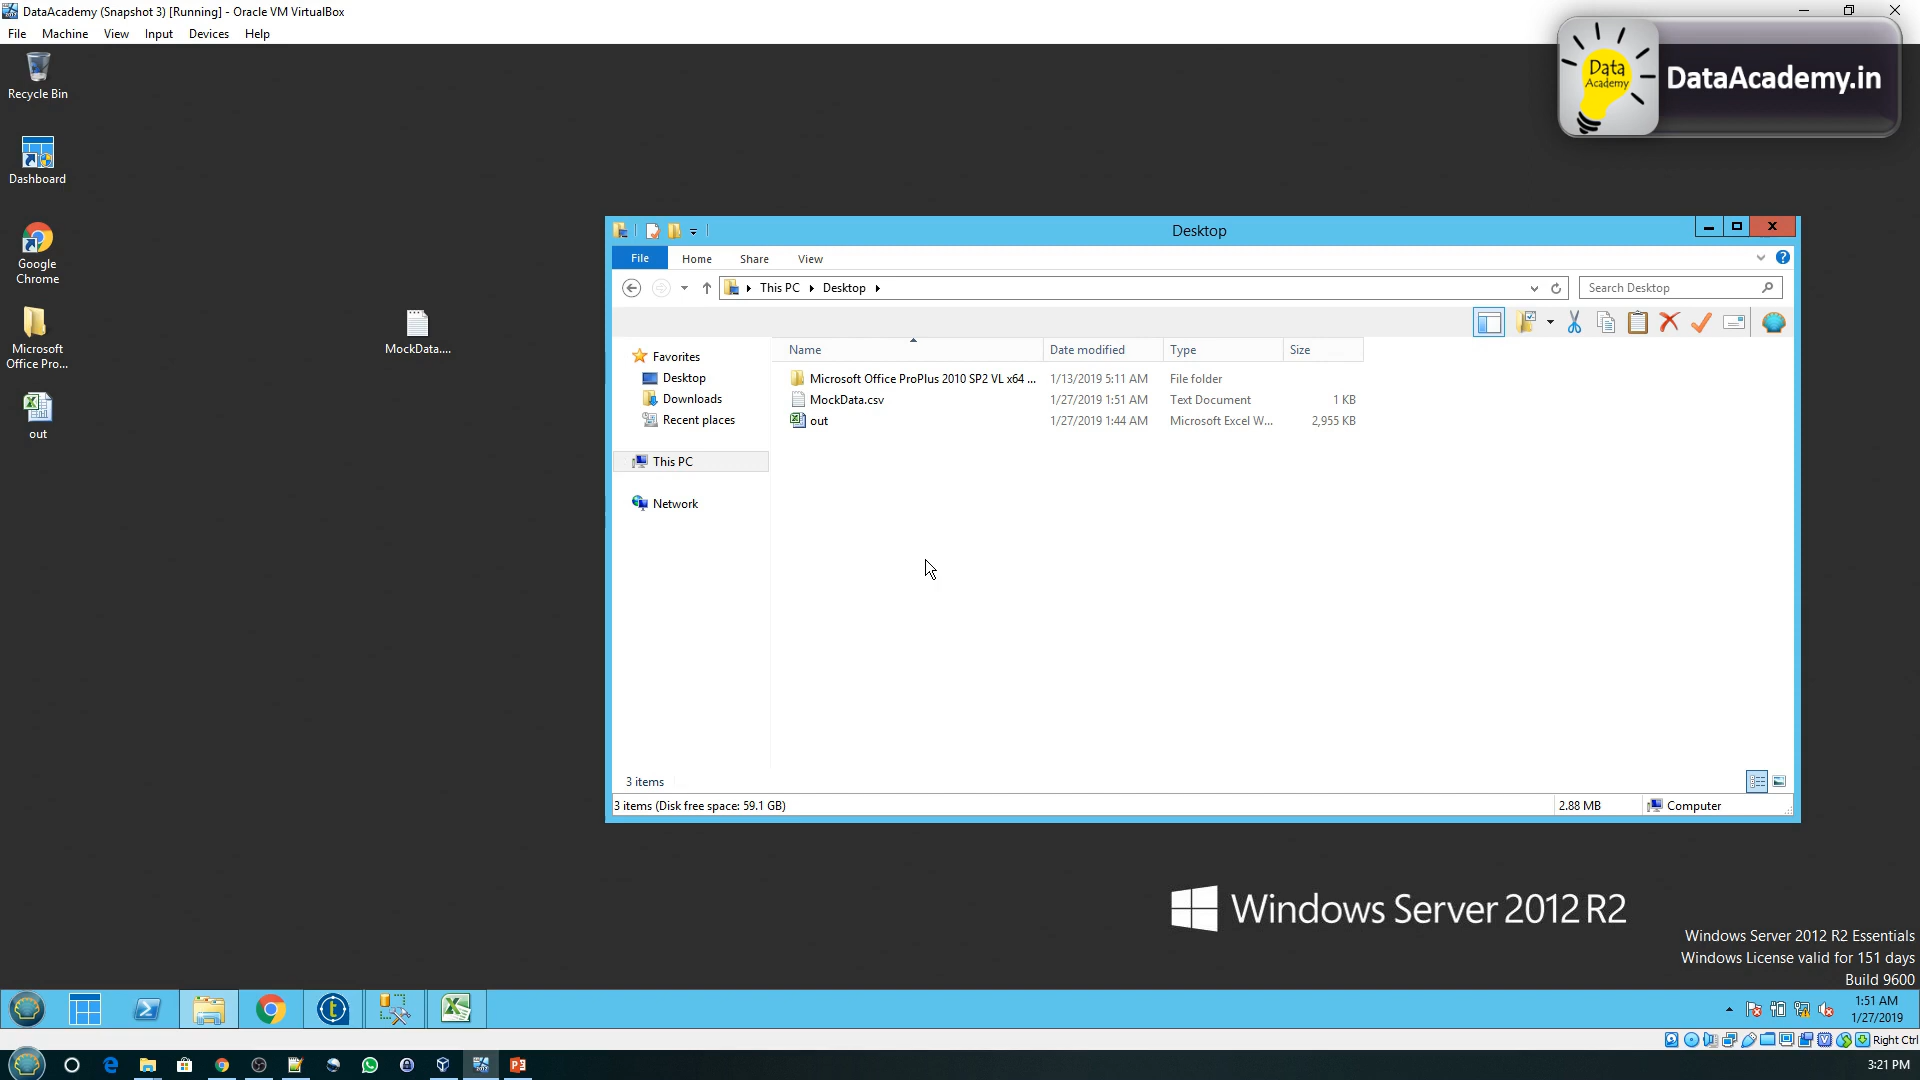 DataAcademy (Snapshot 3) [Running] - Oracle VM VirtualBox
File Machine View Input Devices Help
Data
Academy
DataAcademy.in
Recycle Bin
Dashboard
Google
Chrome
Microsoft
Office Pro...
out
MockData....
Desktop
File Home Share View
This PC Desktop
Search Desktop
Name Date modified Type Size
Favorites
Desktop
Downloads
Recent places
This PC
Network
Microsoft Office ProPlus 2010 SP2 VL x64 ... 1/13/2019 5:11 AM File folder
MockData.csv 1/27/2019 1:51 AM Text Document 1 KB
out 1/27/2019 1:44 AM Microsoft Excel W... 2,955 KB
3 items
3 items (Disk free space: 59.1 GB) 2.88 MB Computer
Windows Server 2012 R2
Windows Server 2012 R2 Essentials
Windows License valid for 151 days
Build 9600
1:51 AM
1/27/2019
Right Ctrl
3:21 PM